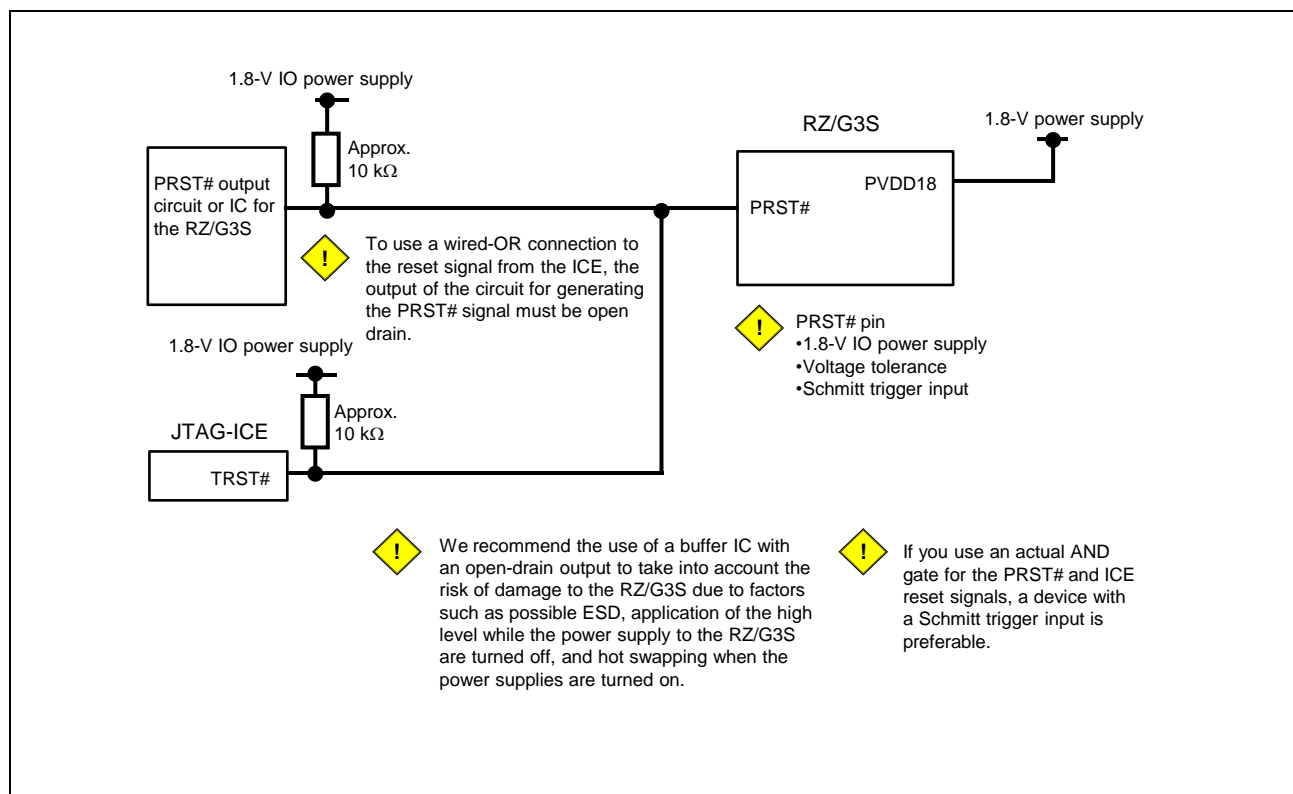 1.8-V IO power supply
Approx.
10 kΩ
PRST# output
circuit or IC for
the RZ/G3S
!
To use a wired-OR connection to
the reset signal from the ICE, the
output of the circuit for generating
the PRST# signal must be open
drain.
RZ/G3S
1.8-V power supply
PVDD18
PRST#
!
PRST# pin
•1.8-V IO power supply
•Voltage tolerance
•Schmitt trigger input
1.8-V IO power supply
Approx.
10 kΩ
JTAG-ICE
TRST#
!
We recommend the use of a buffer IC with
an open-drain output to take into account the
risk of damage to the RZ/G3S due to factors
such as possible ESD, application of the high
level while the power supply to the RZ/G3S
are turned off, and hot swapping when the
power supplies are turned on.
!
If you use an actual AND
gate for the PRST# and ICE
reset signals, a device with
a Schmitt trigger input is
preferable.